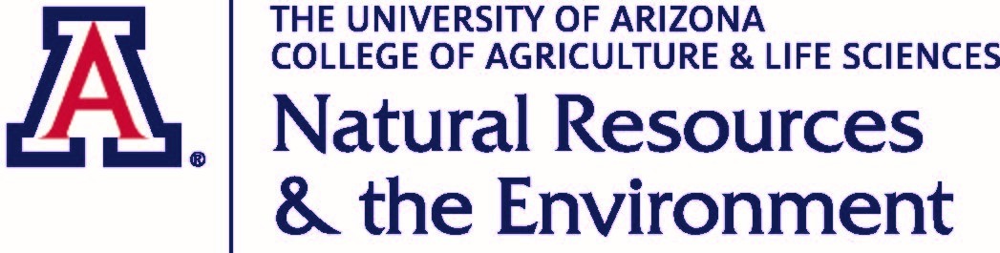 A®
THE UNIVERSITY OF ARIZONA
COLLEGE OF AGRICULTURE & LIFE SCIENCES
Natural Resources
& the Environment